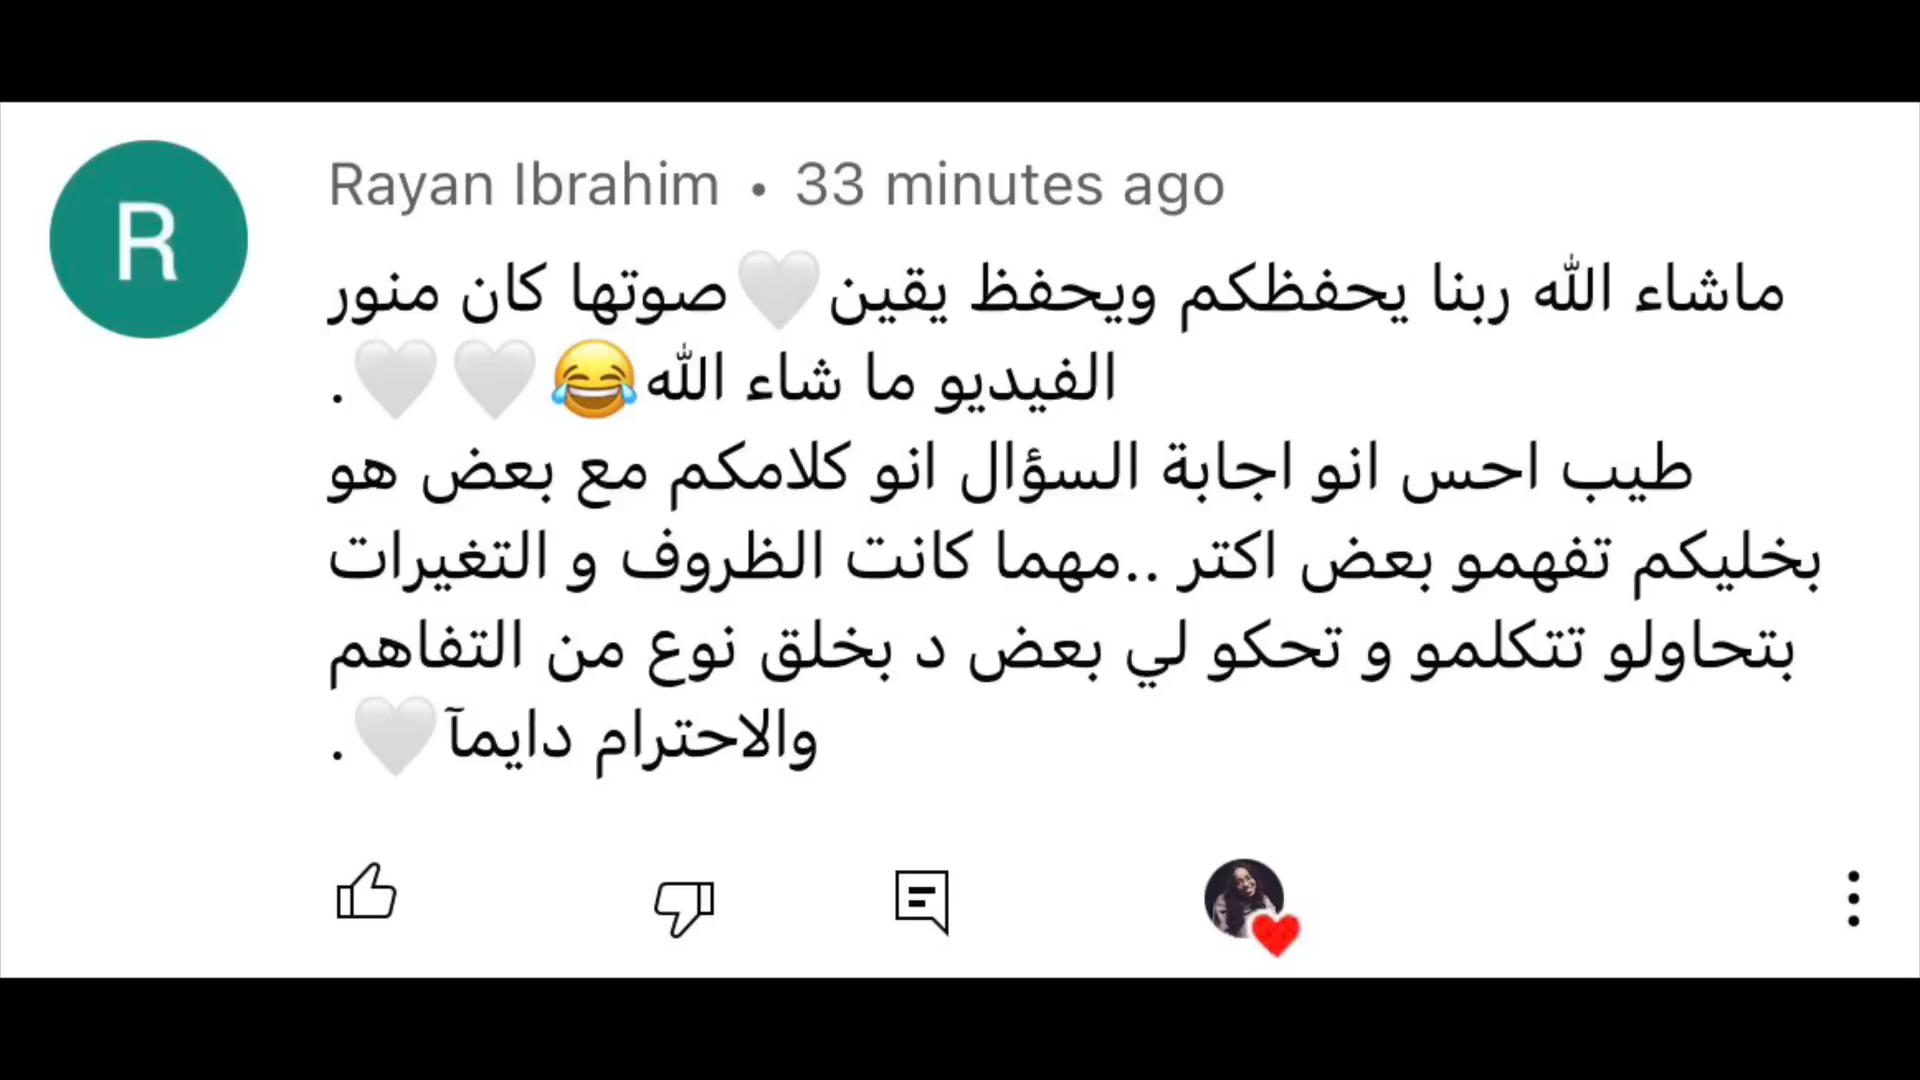 R
Rayan Ibrahim • 33 minutes ago
ماشاء الله ربنا يحفظكم ويحفظ يقين🤍صوتها كان منور
الفيديو ما شاء الله😂🤍🤍.
طيب احس انو اجابة السؤال انو كلامكم مع بعض هو
بخليكم تفهمو بعض اكتر ..مهما كانت الظروف و التغيرات
بتحاولو تتكلمو و تحكو لي بعض د بخلق نوع من التفاهم
والاحترام دايمآ🤍.